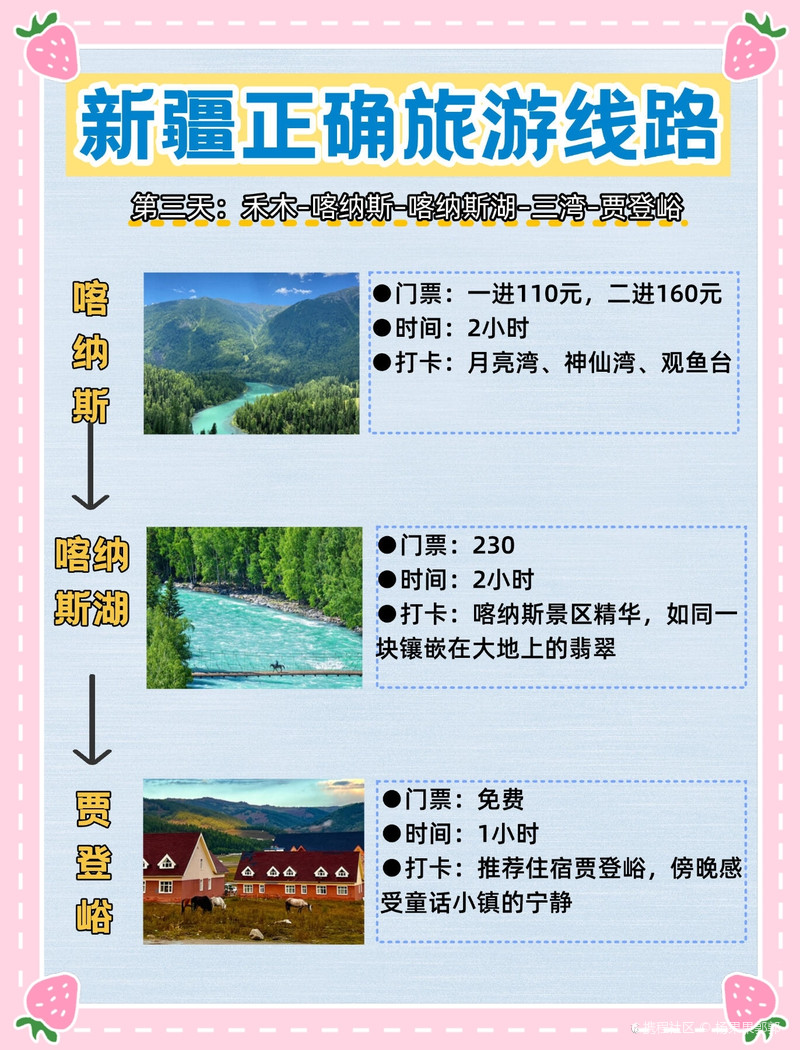 新疆正确旅游线路
第三天：禾木-喀纳斯-喀纳斯湖-三湾-贾登峪
喀纳斯
●门票：一进110元，二进160元
●时间：2小时
●打卡：月亮湾、神仙湾、观鱼台
喀纳
斯湖
●门票：230
●时间：2小时
●打卡：喀纳斯景区精华，如同一
块镶嵌在大地上的翡翠
贾登峪
●门票：免费
●时间：1小时
●打卡：推荐住宿贾登峪，傍晚感
受童话小镇的宁静
携程社区